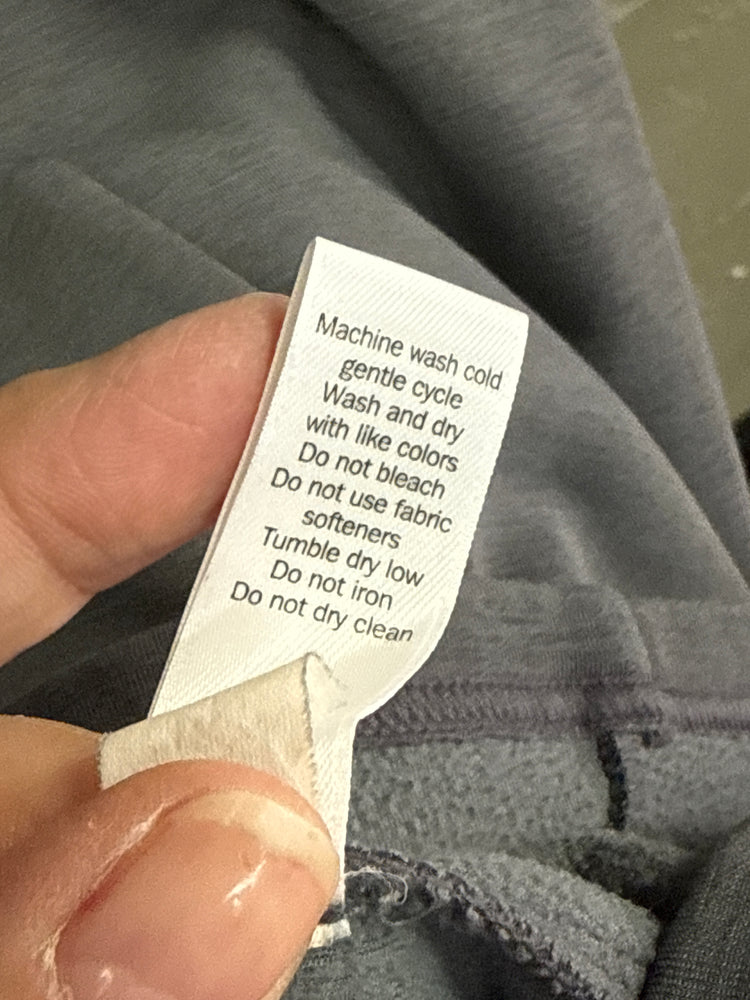 Machine wash cold
gentle cycle
Wash and dry
with like colors
Do not bleach
Do not use fabric
softeners
Tumble dry low
Do not iron
Do not dry clean